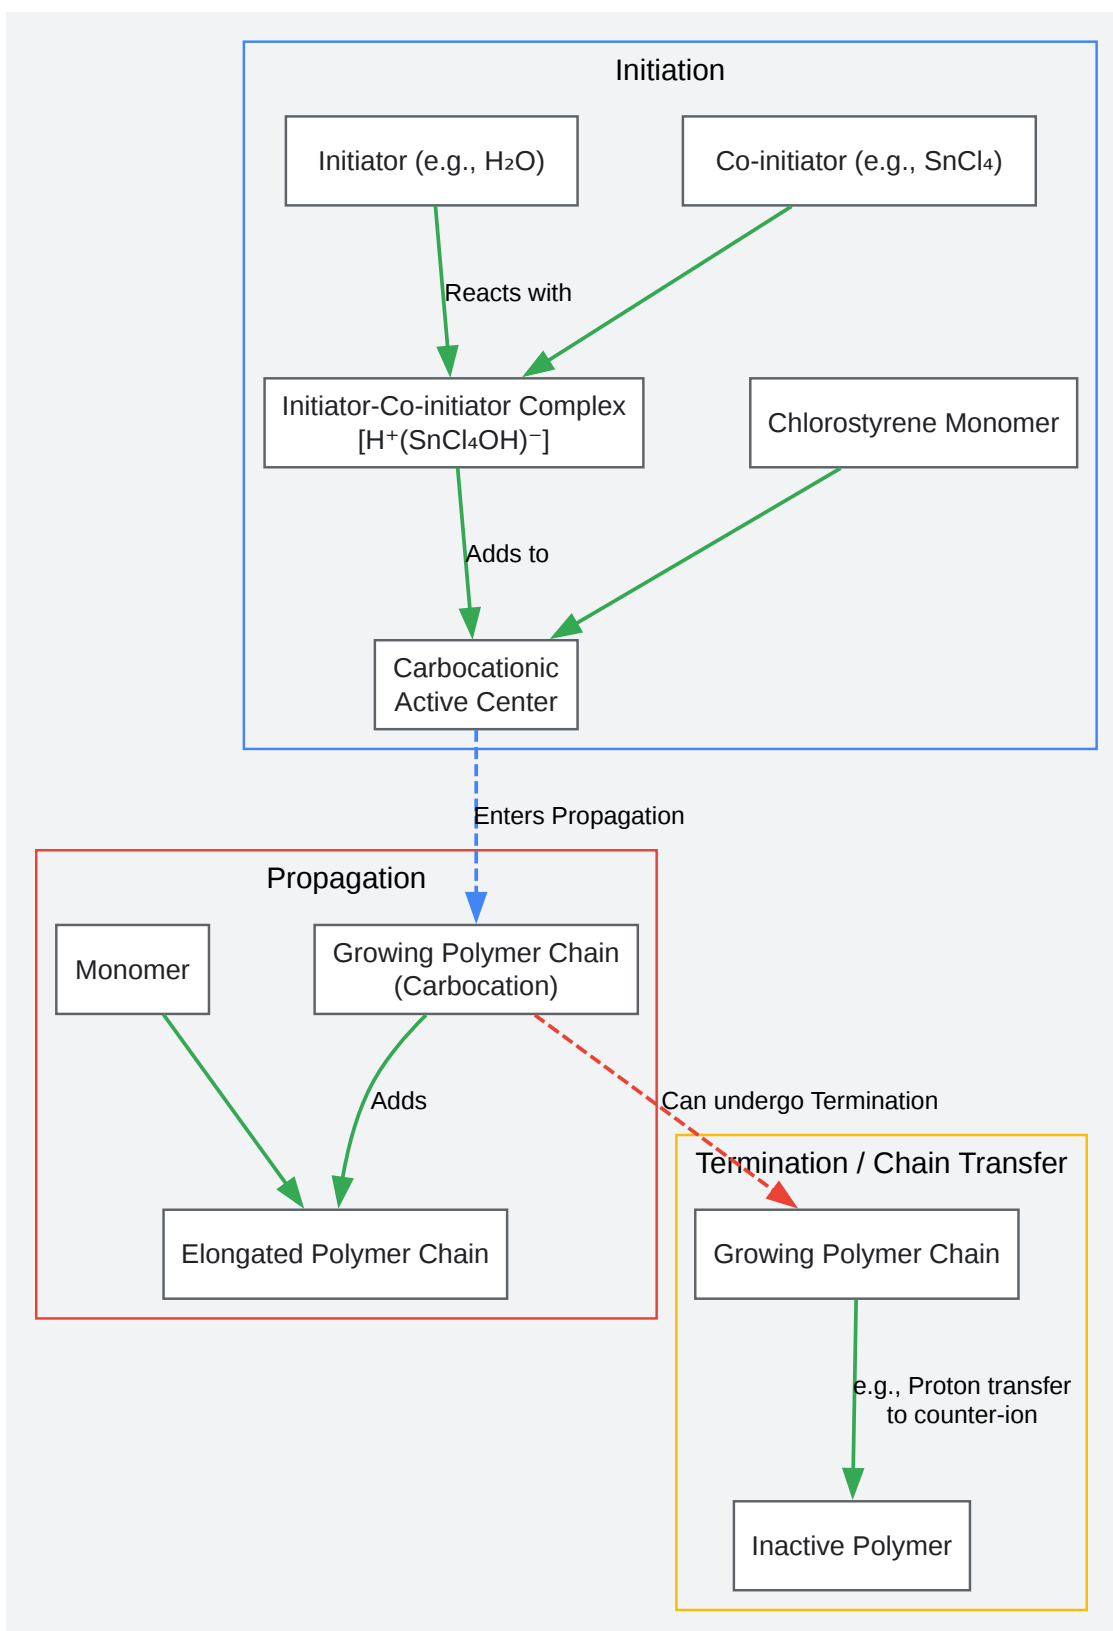 Initiation
Initiator (e.g., H₂O)
Co-initiator (e.g., SnCl₄)
Reacts with
Initiator-Co-initiator Complex
[H⁺(SnCl₄OH)⁻]
Chlorostyrene Monomer
Adds to
Carbocationic
Active Center
Enters Propagation
Propagation
Monomer
Growing Polymer Chain
(Carbocation)
Adds
Can undergo Termination
Termination / Chain Transfer
Elongated Polymer Chain
Growing Polymer Chain
e.g., Proton transfer
to counter-ion
Inactive Polymer